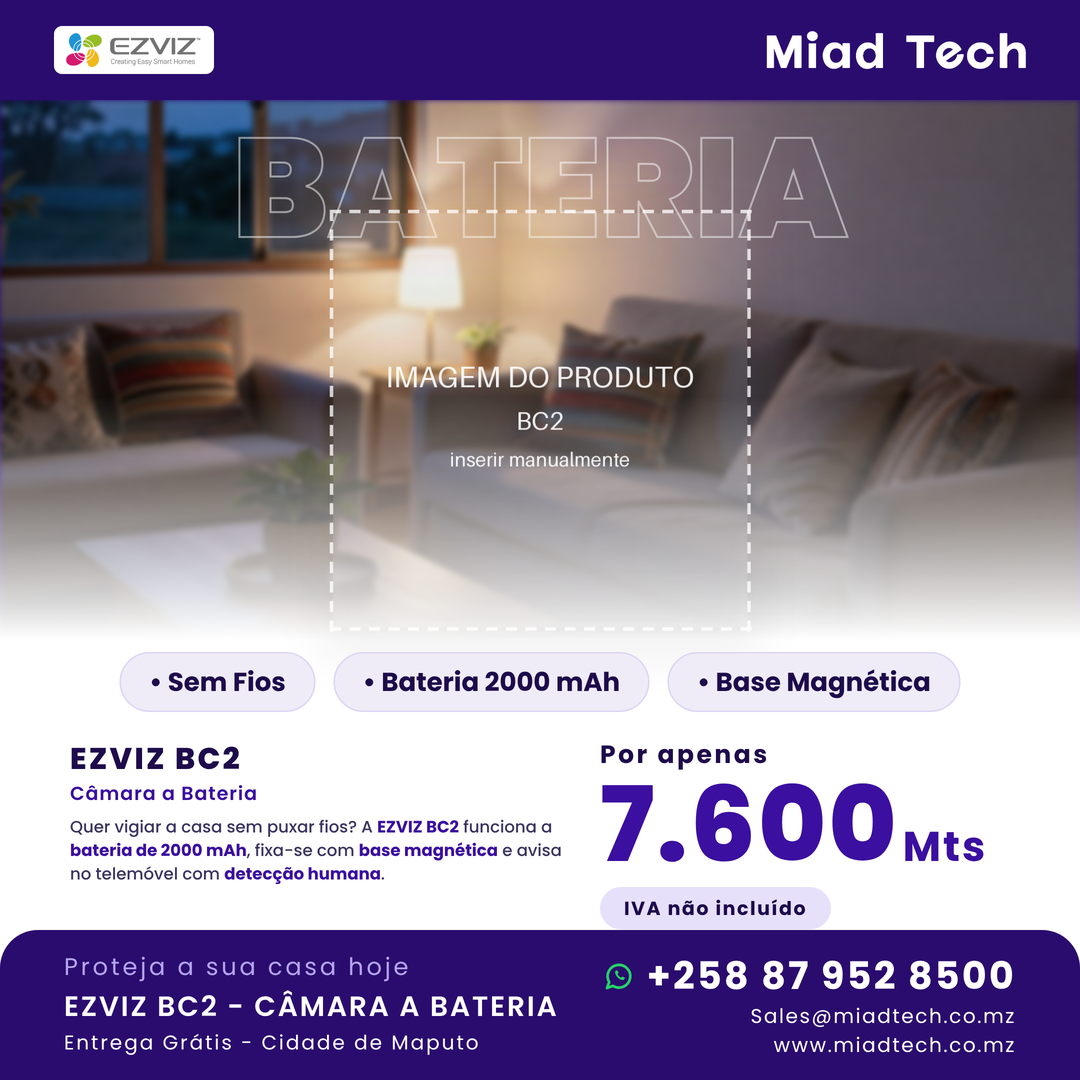 EZVIZ™
Creating Easy Smart Homes
Miad Tech
BATERIA
IMAGEM DO PRODUTO
BC2
inserir manualmente
• Sem Fios
• Bateria 2000 mAh
• Base Magnética
EZVIZ BC2
Câmara a Bateria
Quer vigiar a casa sem puxar fios? A EZVIZ BC2 funciona a
bateria de 2000 mAh, fixa-se com base magnética e avisa
no telemóvel com detecção humana.
Por apenas
7.600 Mts
IVA não incluído
Proteja a sua casa hoje
EZVIZ BC2 - CÂMARA A BATERIA
Entrega Grátis - Cidade de Maputo
+258 87 952 8500
Sales@miadtech.co.mz
www.miadtech.co.mz